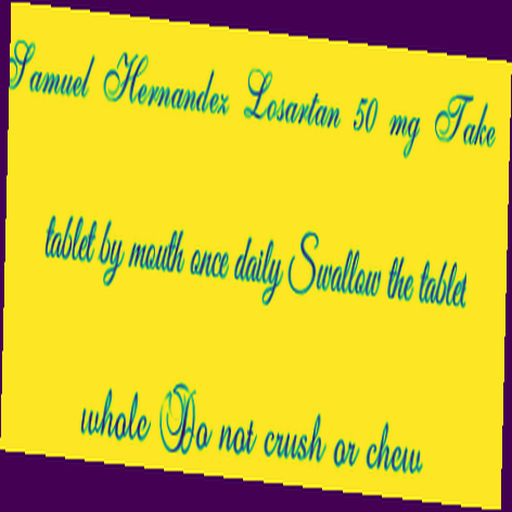 Samuel Hernandez Losartan 50 mg Take
tablet by mouth once daily Swallow the tablet
whole Do not crush or chew